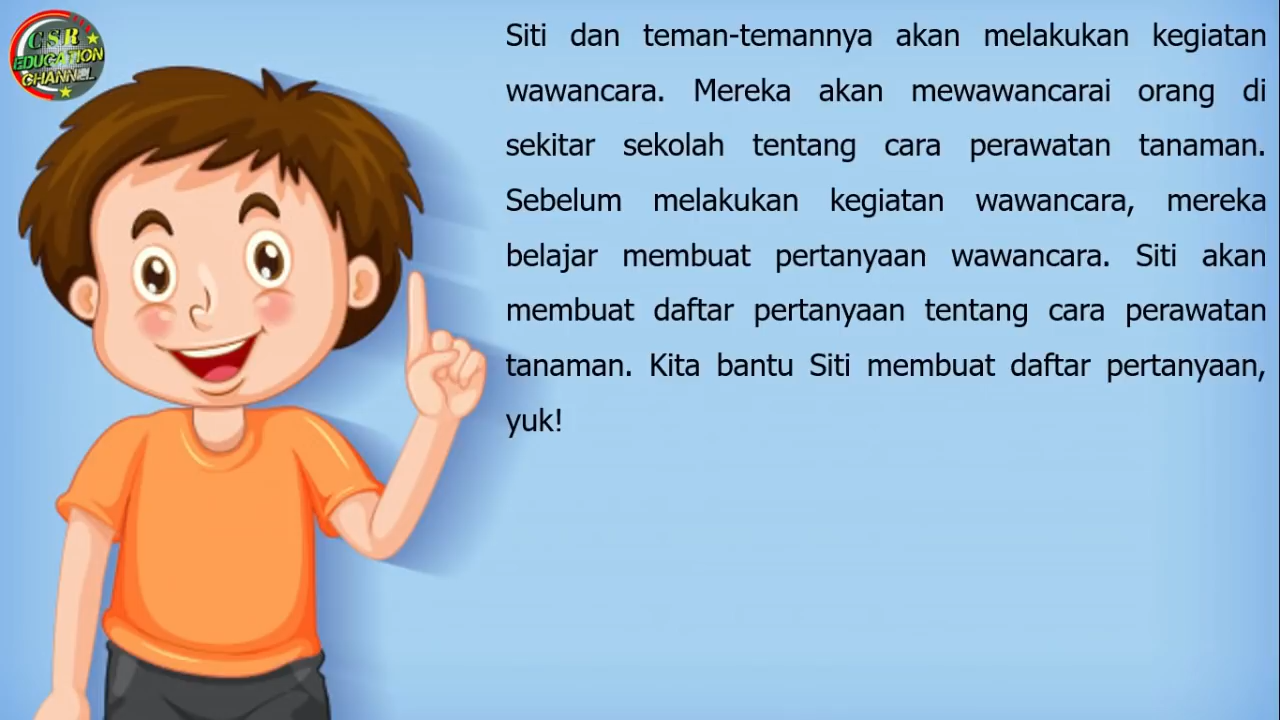 GSR
EDUCATION
CHANNEL
Siti dan teman-temannya akan melakukan kegiatan
wawancara. Mereka akan mewawancarai orang di
sekitar sekolah tentang cara perawatan tanaman.
Sebelum melakukan kegiatan wawancara, mereka
belajar membuat pertanyaan wawancara. Siti akan
membuat daftar pertanyaan tentang cara perawatan
tanaman. Kita bantu Siti membuat daftar pertanyaan,
yuk!